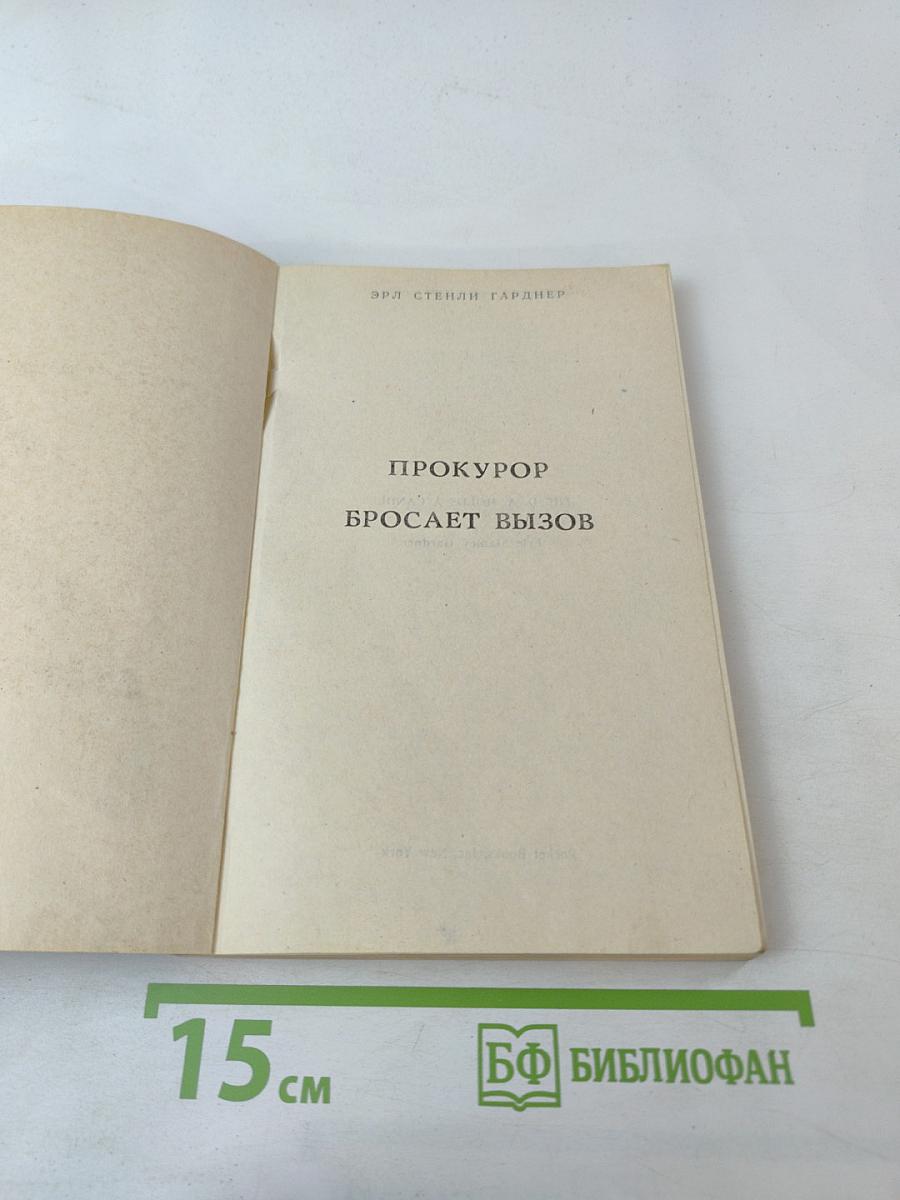 ЭРЛ СТЕНЛИ ГАРДНЕР
ПРОКУРОР
БРОСАЕТ ВЫЗОВ
15 см
БФ БИБЛИОФАН